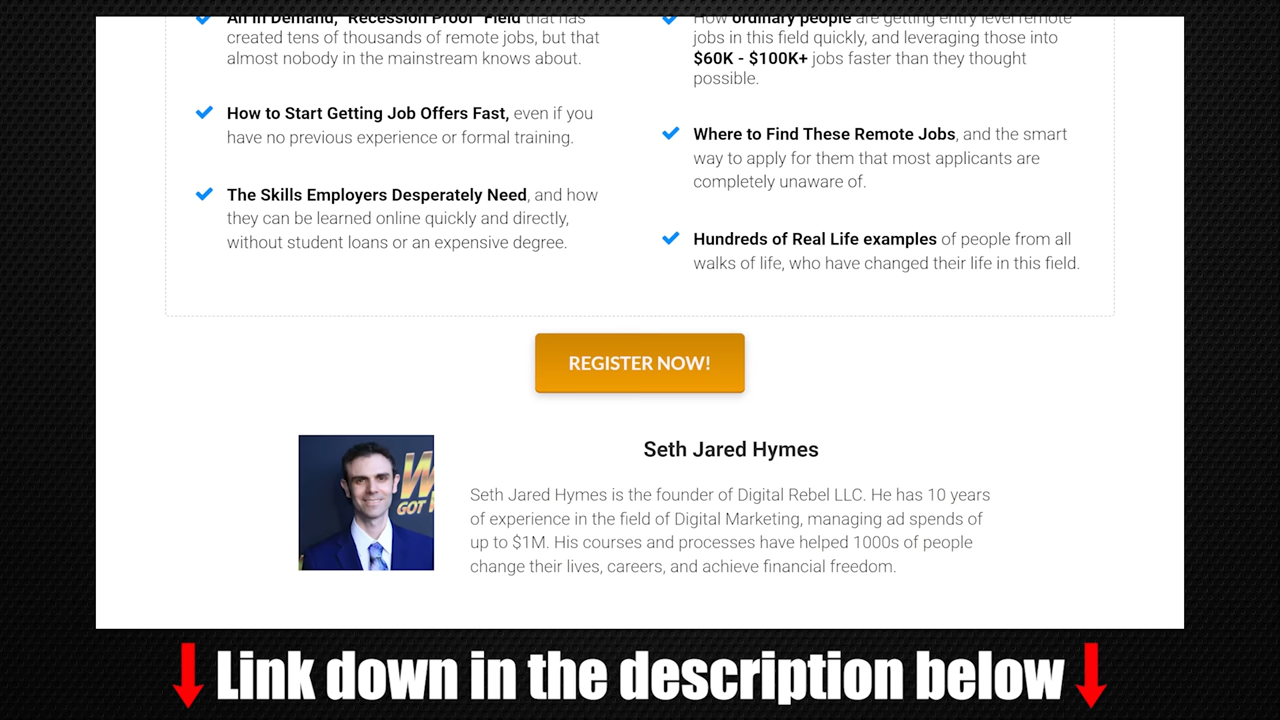 An In Demand, "Recession Proof" Field that has
created tens of thousands of remote jobs, but that
almost nobody in the mainstream knows about.
How to Start Getting Job Offers Fast, even if you
have no previous experience or formal training.
The Skills Employers Desperately Need, and how
they can be learned online quickly and directly,
without student loans or an expensive degree.
How ordinary people are getting entry level remote
jobs in this field quickly, and leveraging those into
$60K - $100K+ jobs faster than they thought
possible.
Where to Find These Remote Jobs, and the smart
way to apply for them that most applicants are
completely unaware of.
Hundreds of Real Life examples of people from all
walks of life, who have changed their life in this field.
REGISTER NOW!
GOT
Seth Jared Hymes
Seth Jared Hymes is the founder of Digital Rebel LLC. He has 10 years
of experience in the field of Digital Marketing, managing ad spends of
up to $1M. His courses and processes have helped 1000s of people
change their lives, careers, and achieve financial freedom.
Link down in the description below